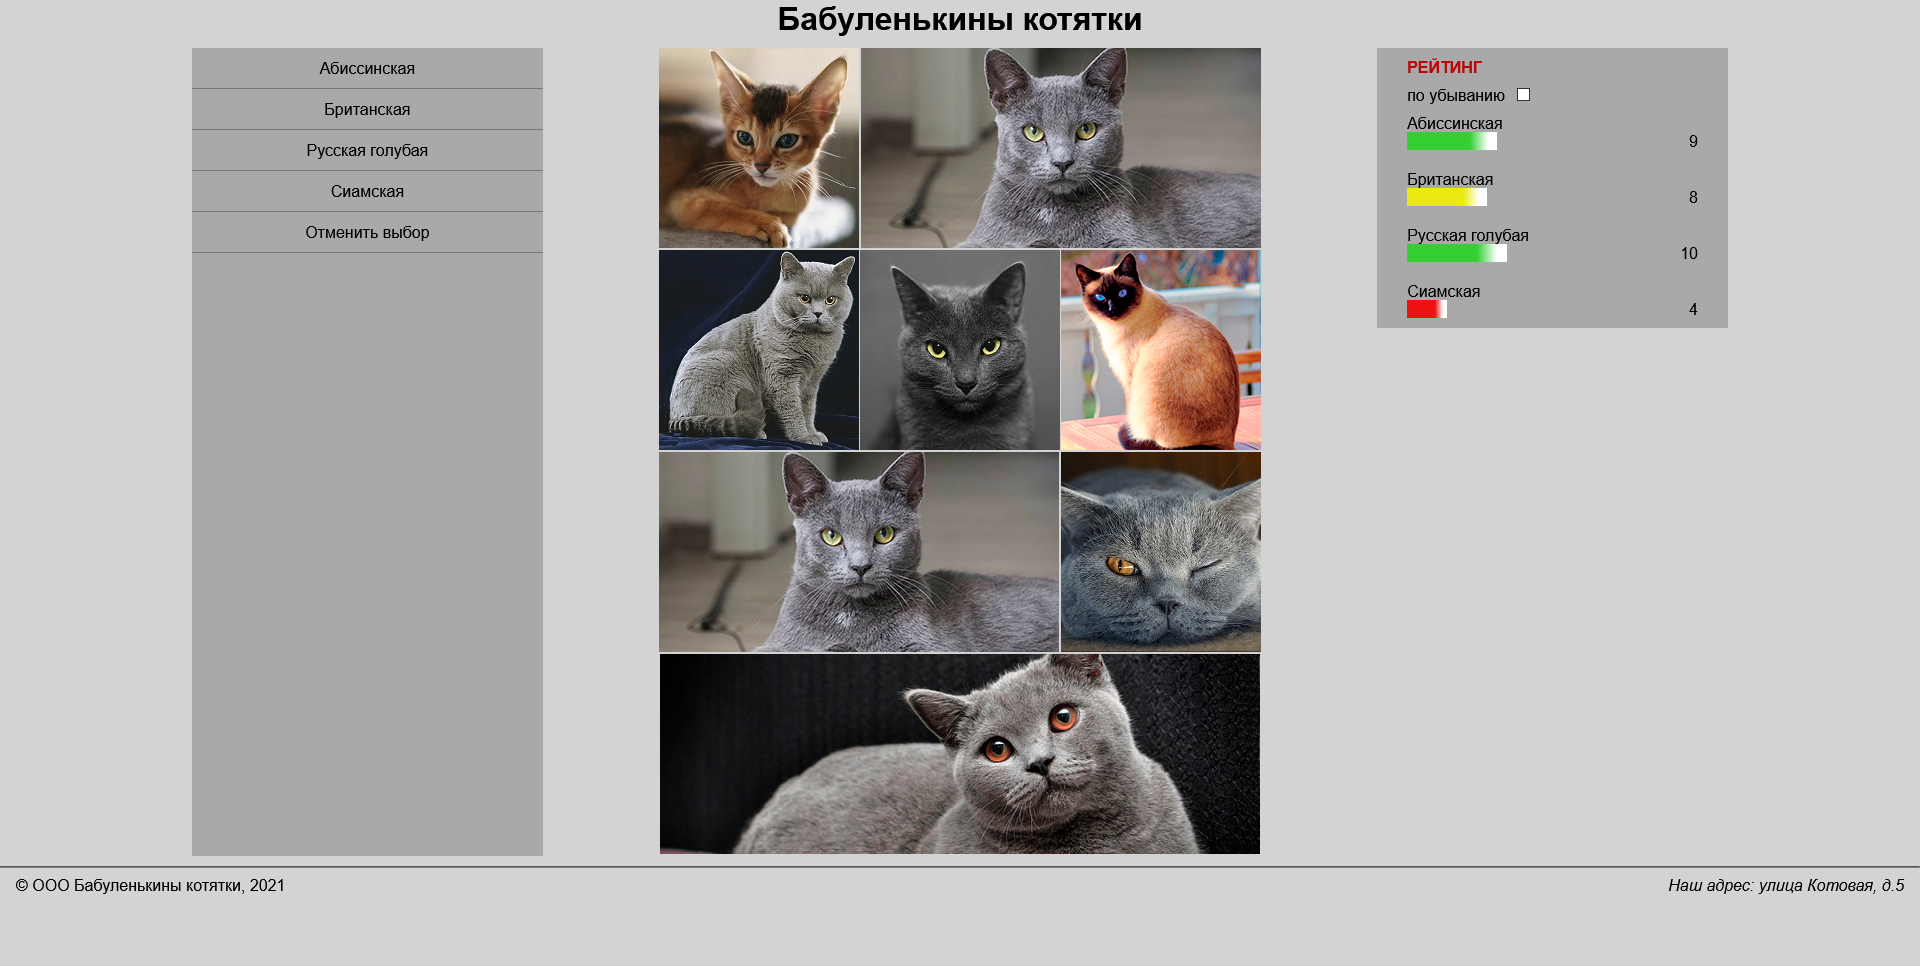 Бабуленькины котятки
Абиссинская
Британская
Русская голубая
Сиамская
Отменить выбор
РЕЙТИНГ
по убыванию
Абиссинская
9
Британская
8
Русская голубая
10
Сиамская
4
© ООО Бабуленькины котятки, 2021
Наш адрес: улица Котовая, д.5